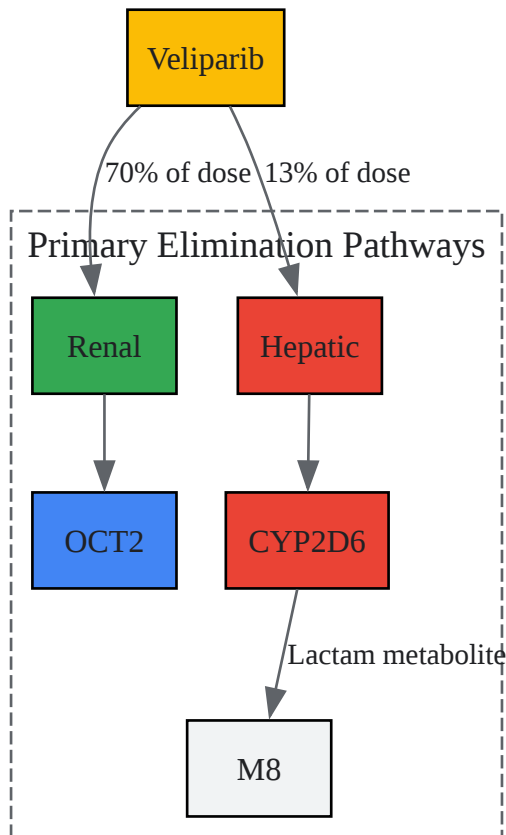 Veliparib
70% of dose
13% of dose
Primary Elimination Pathways
Renal
Hepatic
OCT2
CYP2D6
Lactam metabolite
M8